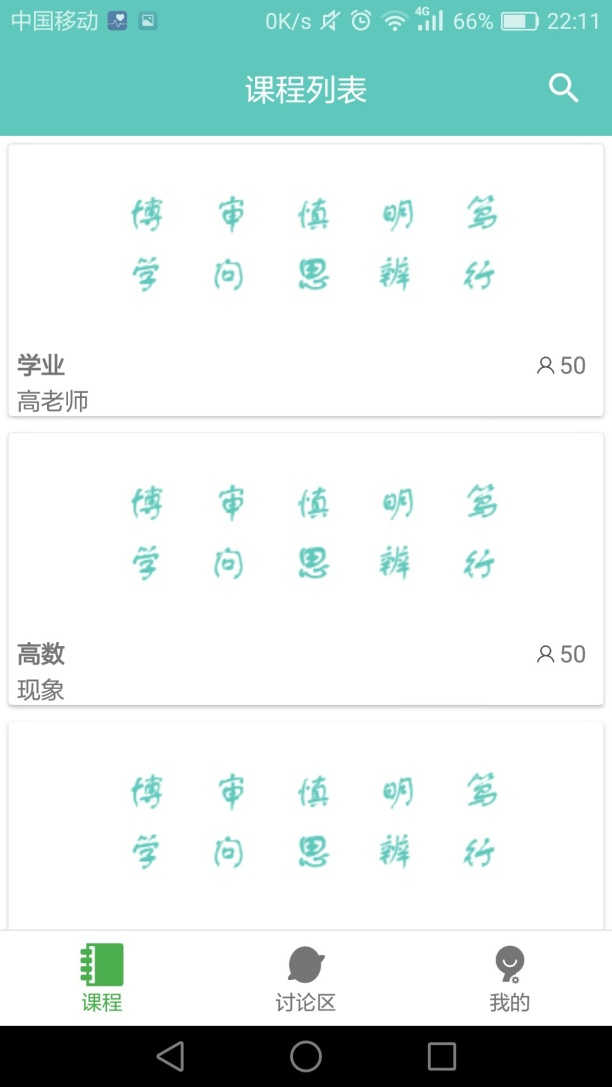 中国移动 0K/s 4G 66% 22:11
课程列表
博 审 慎 明 笃
学 问 思 辨 行
学业 50
高老师
博 审 慎 明 笃
学 问 思 辨 行
高数 50
现象
博 审 慎 明 笃
学 问 思 辨 行
课程 讨论区 我的